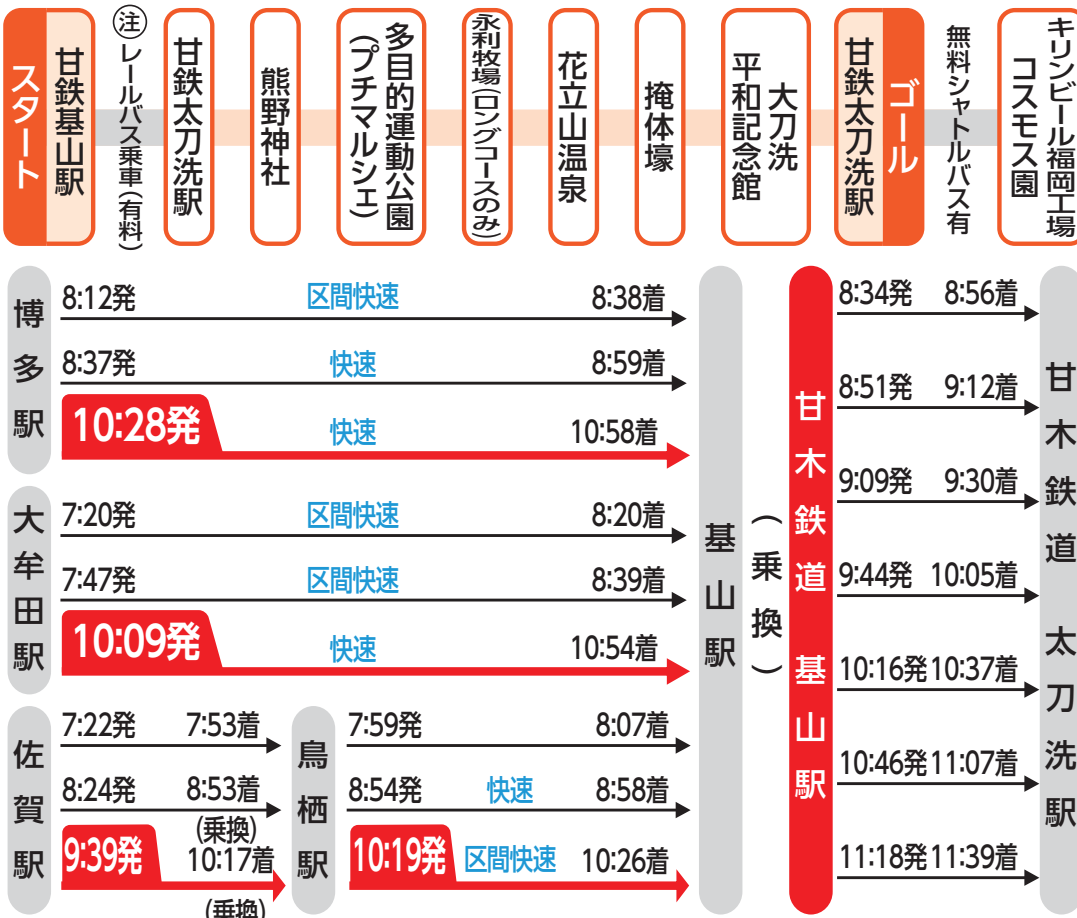 スタート
甘鉄基山駅
注 レールバス乗車(有料)
甘鉄太刀洗駅
熊野神社
多目的運動公園
(プチマルシェ)
永利牧場(ロングコースのみ)
花立山温泉
掩体壕
大刀洗
平和記念館
ゴール
甘鉄太刀洗駅
無料シャトルバス有
キリンビール福岡工場
コスモス園
博多駅
8:12発 区間快速 8:38着
8:37発 快速 8:59着
10:28発 快速 10:58着
大牟田駅
7:20発 区間快速 8:20着
7:47発 区間快速 8:39着
10:09発 快速 10:54着
佐賀駅
7:22発 7:53着
8:24発 8:53着
(乗換)
9:39発 10:17着
(乗換)
鳥栖駅
7:59発 8:07着
8:54発 快速 8:58着
10:19発 区間快速 10:26着
基山駅
(乗換)
甘木鉄道 基山駅
8:34発 8:56着
8:51発 9:12着
9:09発 9:30着
9:44発 10:05着
10:16発 10:37着
10:46発 11:07着
11:18発 11:39着
甘木鉄道 太刀洗駅